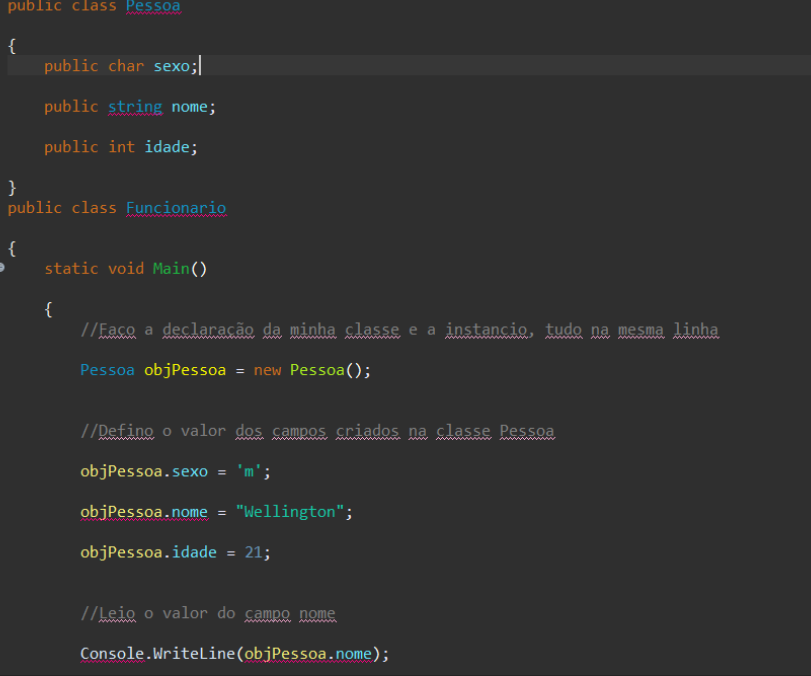 public class Pessoa
{
public char sexo;
public string nome;
public int idade;
}
public class Funcionario
{
static void Main()
{
//Faco a declaração da minha classe e a instancio, tudo na mesma linha
Pessoa objPessoa = new Pessoa();
//Defino o valor dos campos criados na classe Pessoa
objPessoa.sexo = 'm';
objPessoa.nome = "Wellington";
objPessoa.idade = 21;
//Leio o valor do campo nome
Console.WriteLine(objPessoa.nome);